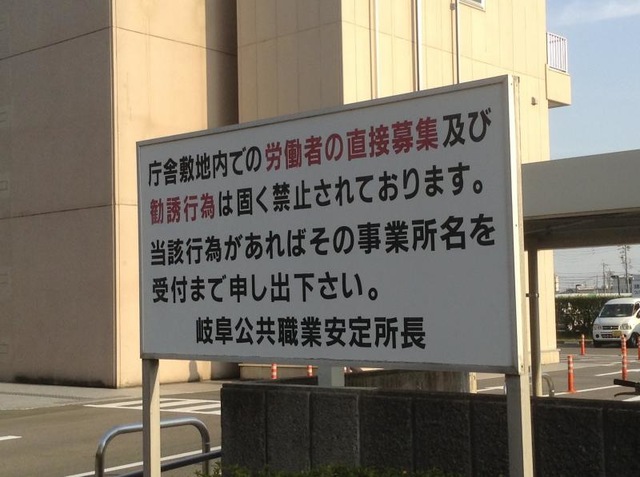 庁舎敷地内での労働者の直接募集及び
勧誘行為は固く禁止されております。
当該行為があればその事業所名を
受付まで申し出下さい。
岐阜公共職業安定所長